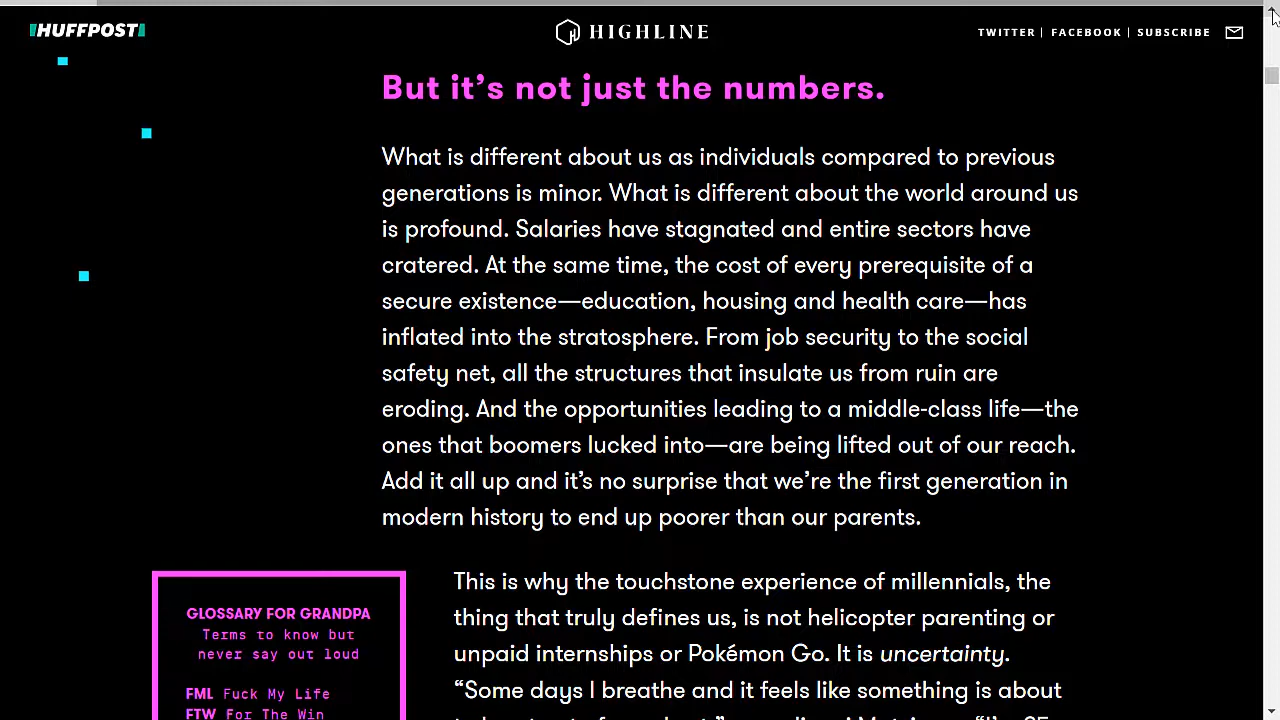 HUFFPOST
HIGHLINE
TWITTER | FACEBOOK | SUBSCRIBE
But it’s not just the numbers.
What is different about us as individuals compared to previous
generations is minor. What is different about the world around us
is profound. Salaries have stagnated and entire sectors have
cratered. At the same time, the cost of every prerequisite of a
secure existence—education, housing and health care—has
inflated into the stratosphere. From job security to the social
safety net, all the structures that insulate us from ruin are
eroding. And the opportunities leading to a middle-class life—the
ones that boomers lucked into—are being lifted out of our reach.
Add it all up and it’s no surprise that we’re the first generation in
modern history to end up poorer than our parents.
GLOSSARY FOR GRANDPA
Terms to know but
never say out loud
FML Fuck My Life
FTW For The Win
This is why the touchstone experience of millennials, the
thing that truly defines us, is not helicopter parenting or
unpaid internships or Pokémon Go. It is uncertainty.
“Some days I breathe and it feels like something is about